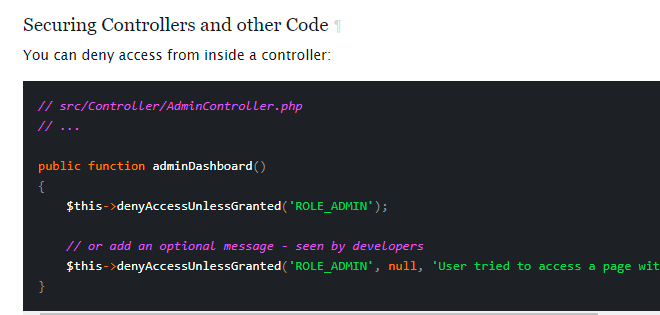 Securing Controllers and other Code ¶
You can deny access from inside a controller:
// src/Controller/AdminController.php
// ...
public function adminDashboard()
{
$this->denyAccessUnlessGranted('ROLE_ADMIN');
// or add an optional message - seen by developers
$this->denyAccessUnlessGranted('ROLE_ADMIN', null, 'User tried to access a page wit
}